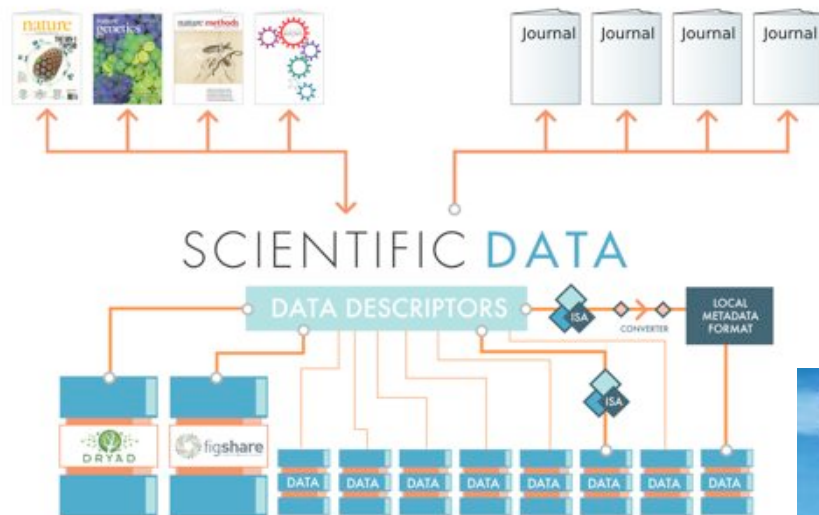 nature
nature
genetics
nature methods
Journal
Journal
Journal
Journal
SCIENTIFIC DATA
DATA DESCRIPTORS
ISA
CONVERTER
LOCAL
METADATA
FORMAT
ISA
DRYAD
figshare
DATA
DATA
DATA
DATA
DATA
DATA
DATA
DATA